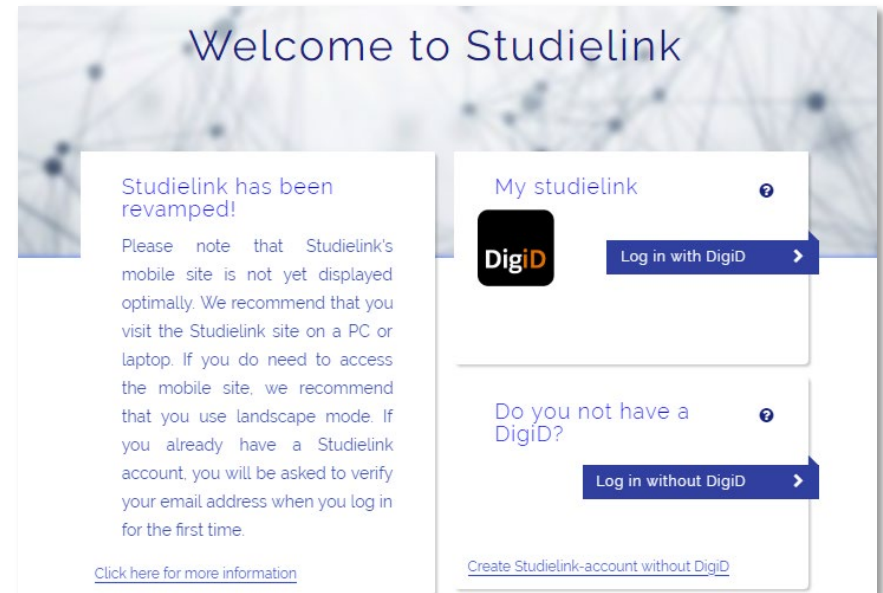 Welcome to Studielink
Studielink has been
revamped!
Please note that Studielink's
mobile site is not yet displayed
optimally. We recommend that you
visit the Studielink site on a PC or
laptop. If you do need to access
the mobile site, we recommend
that you use landscape mode. If
you already have a Studielink
account, you will be asked to verify
your email address when you log in
for the first time.
Click here for more information
My studielink
?
DigiD
Log in with DigiD
Do you not have a
DigiD?
?
Log in without DigiD
Create Studielink-account without DigiD